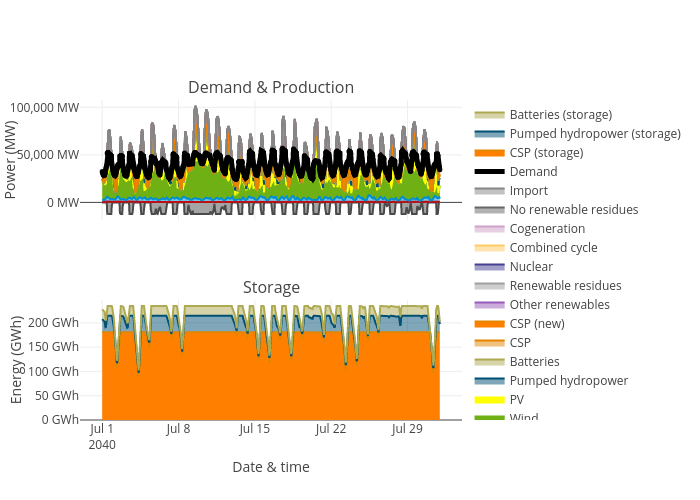 Demand & Production
100,000 MW
50,000 MW
0 MW
Power (MW)
Storage
200 GWh
150 GWh
100 GWh
50 GWh
0 GWh
Energy (GWh)
Jul 1
2040
Jul 8
Jul 15
Jul 22
Jul 29
Date & time
Batteries (storage)
Pumped hydropower (storage)
CSP (storage)
Demand
Import
No renewable residues
Cogeneration
Combined cycle
Nuclear
Renewable residues
Other renewables
CSP (new)
CSP
Batteries
Pumped hydropower
PV
Wind